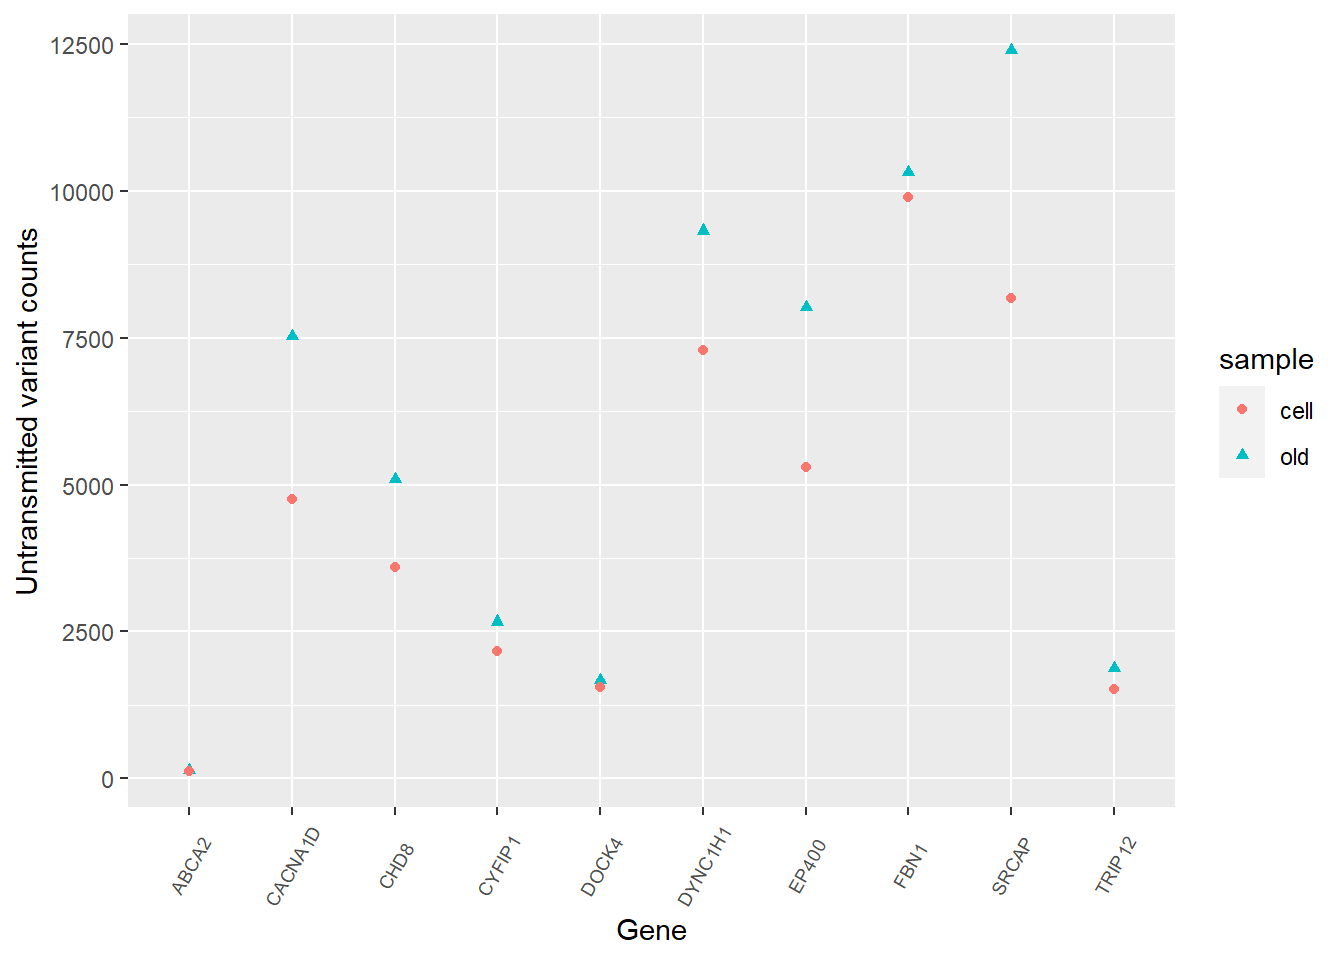 12500
10000
7500
5000
2500
0
Untransmitted variant counts
ABCA2
CACNA1D
CHD8
CYFIP1
DOCK4
DYNC1H1
EP400
FBN1
SRCAP
TRIP12
Gene
sample
cell
old